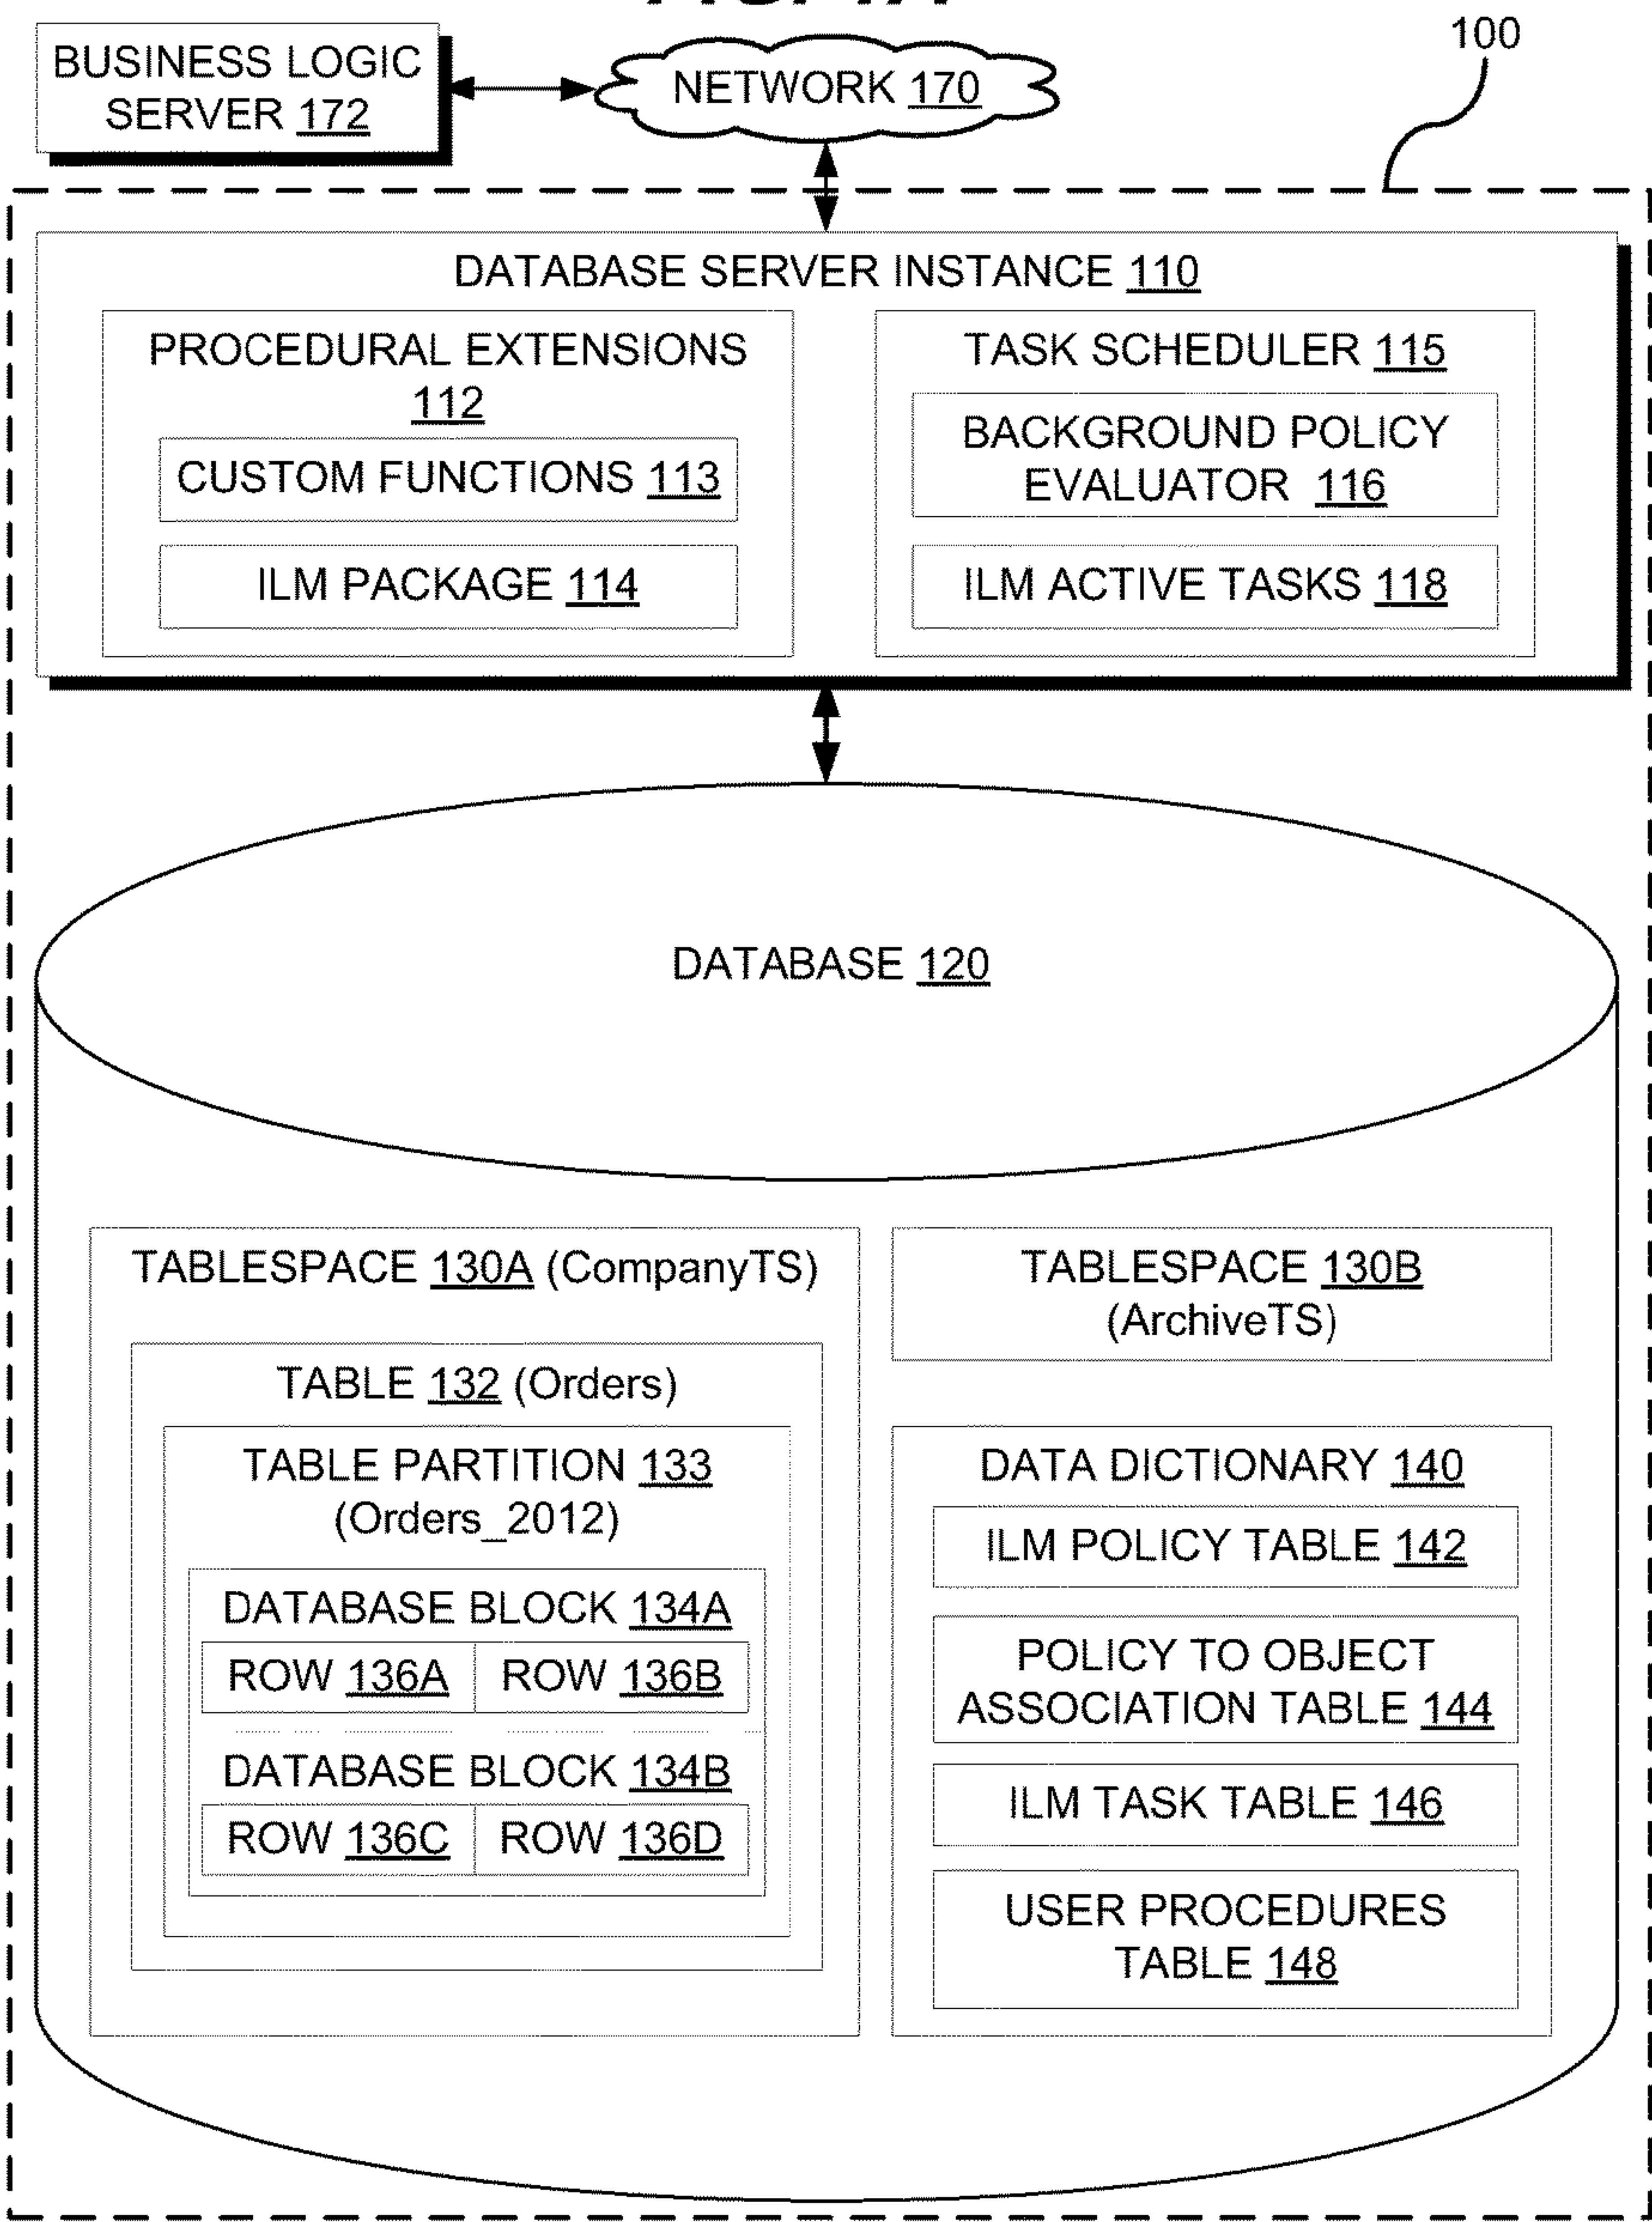 100
BUSINESS LOGIC
SERVER 172
NETWORK 170
DATABASE SERVER INSTANCE 110
PROCEDURAL EXTENSIONS
112
CUSTOM FUNCTIONS 113
ILM PACKAGE 114
TASK SCHEDULER 115
BACKGROUND POLICY
EVALUATOR 116
ILM ACTIVE TASKS 118
DATABASE 120
TABLESPACE 130A (CompanyTS)
TABLE 132 (Orders)
TABLE PARTITION 133
(Orders_2012)
DATABASE BLOCK 134A
ROW 136A ROW 136B
DATABASE BLOCK 134B
ROW 136C ROW 136D
TABLESPACE 130B
(ArchiveTS)
DATA DICTIONARY 140
ILM POLICY TABLE 142
POLICY TO OBJECT
ASSOCIATION TABLE 144
ILM TASK TABLE 146
USER PROCEDURES
TABLE 148